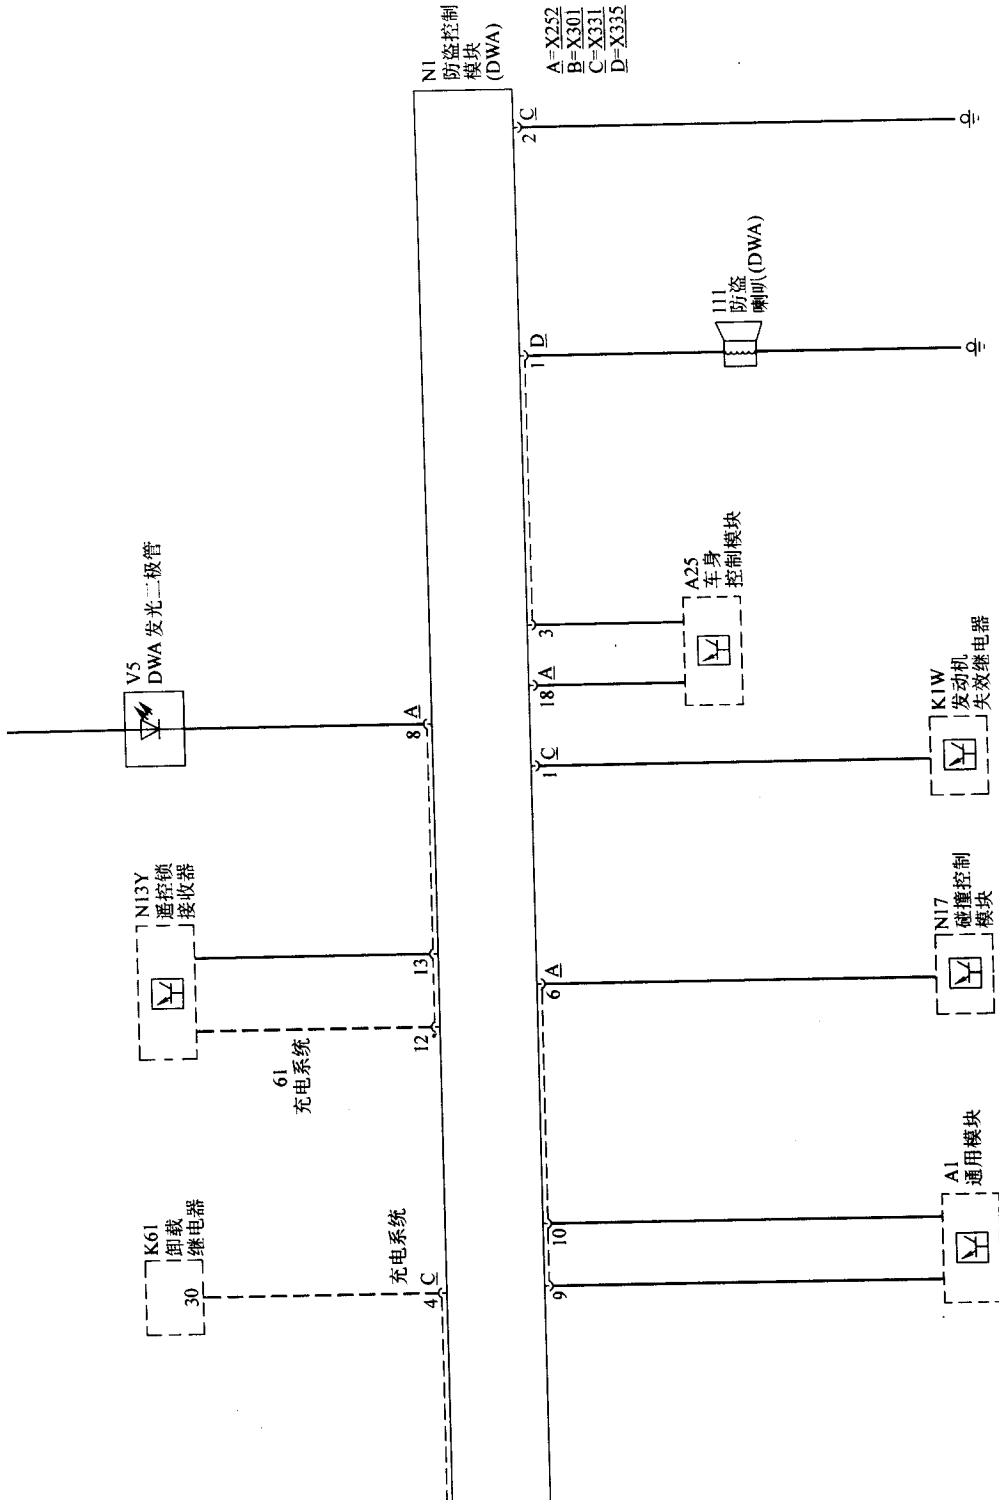 N1
防盗控制
模块
(DWA)
A=X252
B=X301
C=X331
D=X335
2
C
1
D
111
防盗
喇叭(DWA)
V5
DWA 发光二极管
8
A
3
18
A
A25
车身
控制模块
1
C
K1W
发动机
失效继电器
N13Y
遥控锁
接收器
13
12
61
充电系统
6
A
N17
碰撞控制
模块
K61
卸载
继电器
30
充电系统
4
C
10
9
A1
通用模块